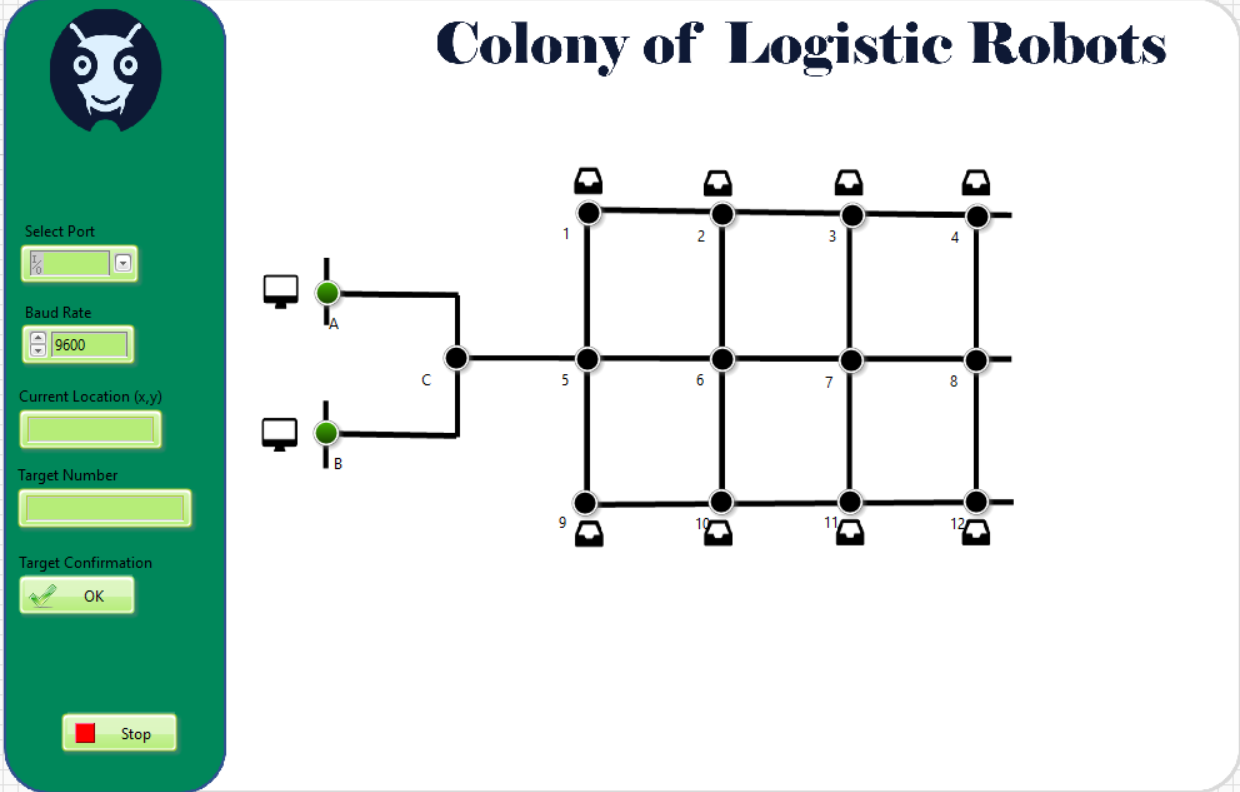 Colony of Logistic Robots
Select Port
I/O
Baud Rate
9600
Current Location (x,y)
Target Number
Target Confirmation
OK
Stop
1
2
3
4
A
C
5
6
7
8
B
9
10
11
12